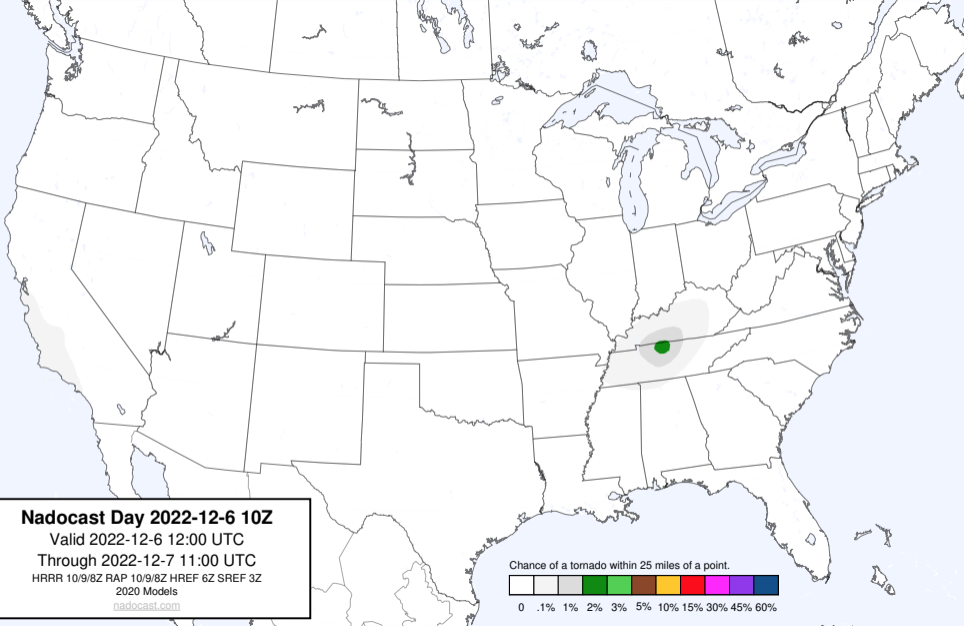 Nadocast Day 2022-12-6 10Z
Valid 2022-12-6 12:00 UTC
Through 2022-12-7 11:00 UTC
HRRR 10/9/8Z RAP 10/9/8Z HREF 6Z SREF 3Z
2020 Models
nadocast.com
Chance of a tornado within 25 miles of a point.
0 .1% 1% 2% 3% 5% 10% 15% 30% 45% 60%